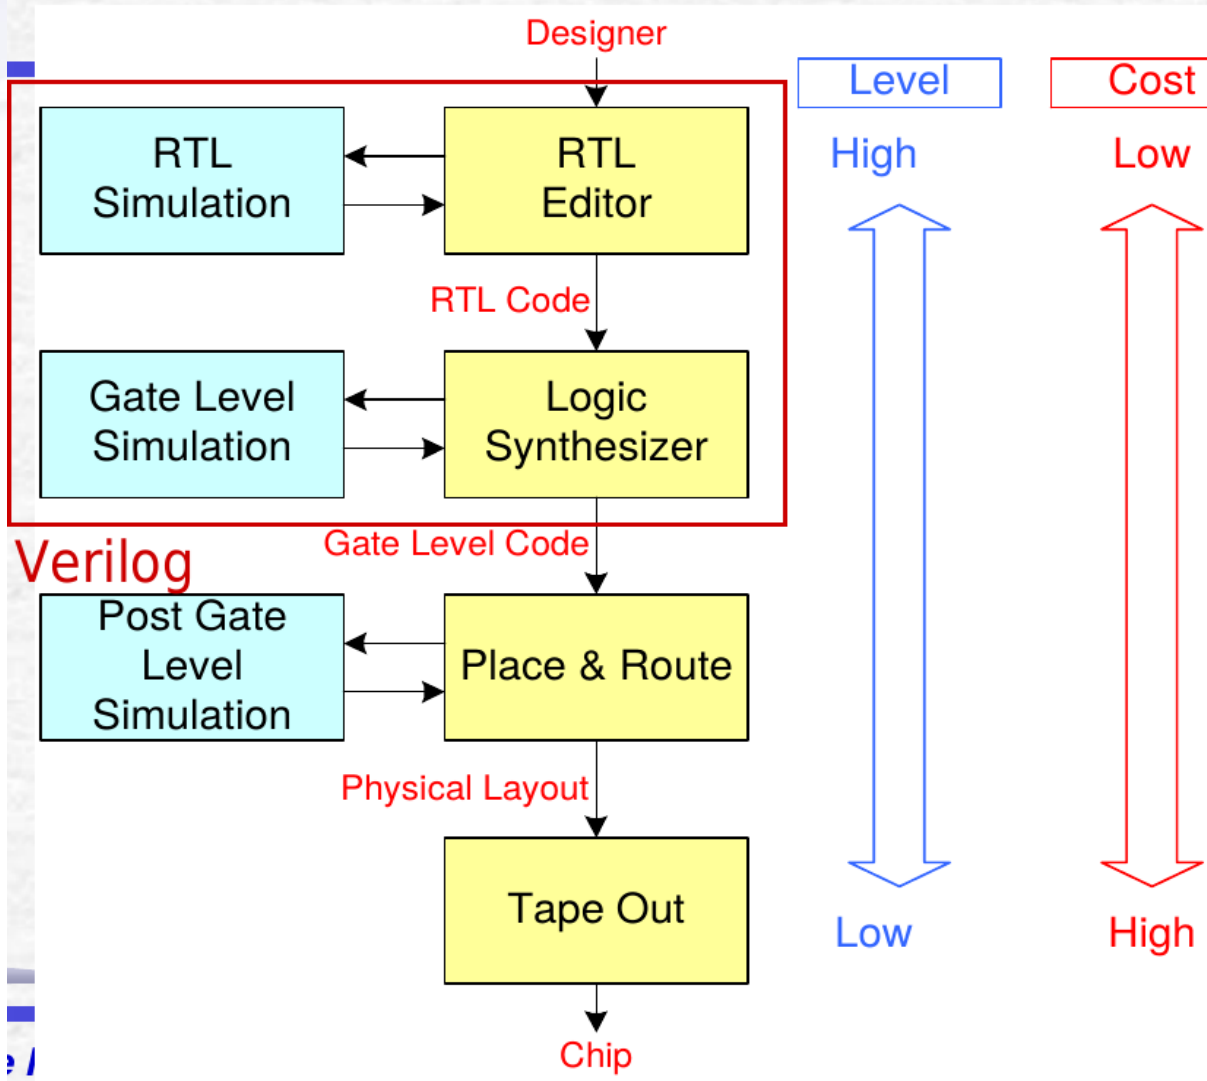 Designer
Level
Cost
RTL
Simulation
RTL
Editor
High
Low
RTL Code
Gate Level
Simulation
Logic
Synthesizer
Gate Level Code
Verilog
Post Gate
Level
Simulation
Place & Route
Physical Layout
Tape Out
Low
High
Chip